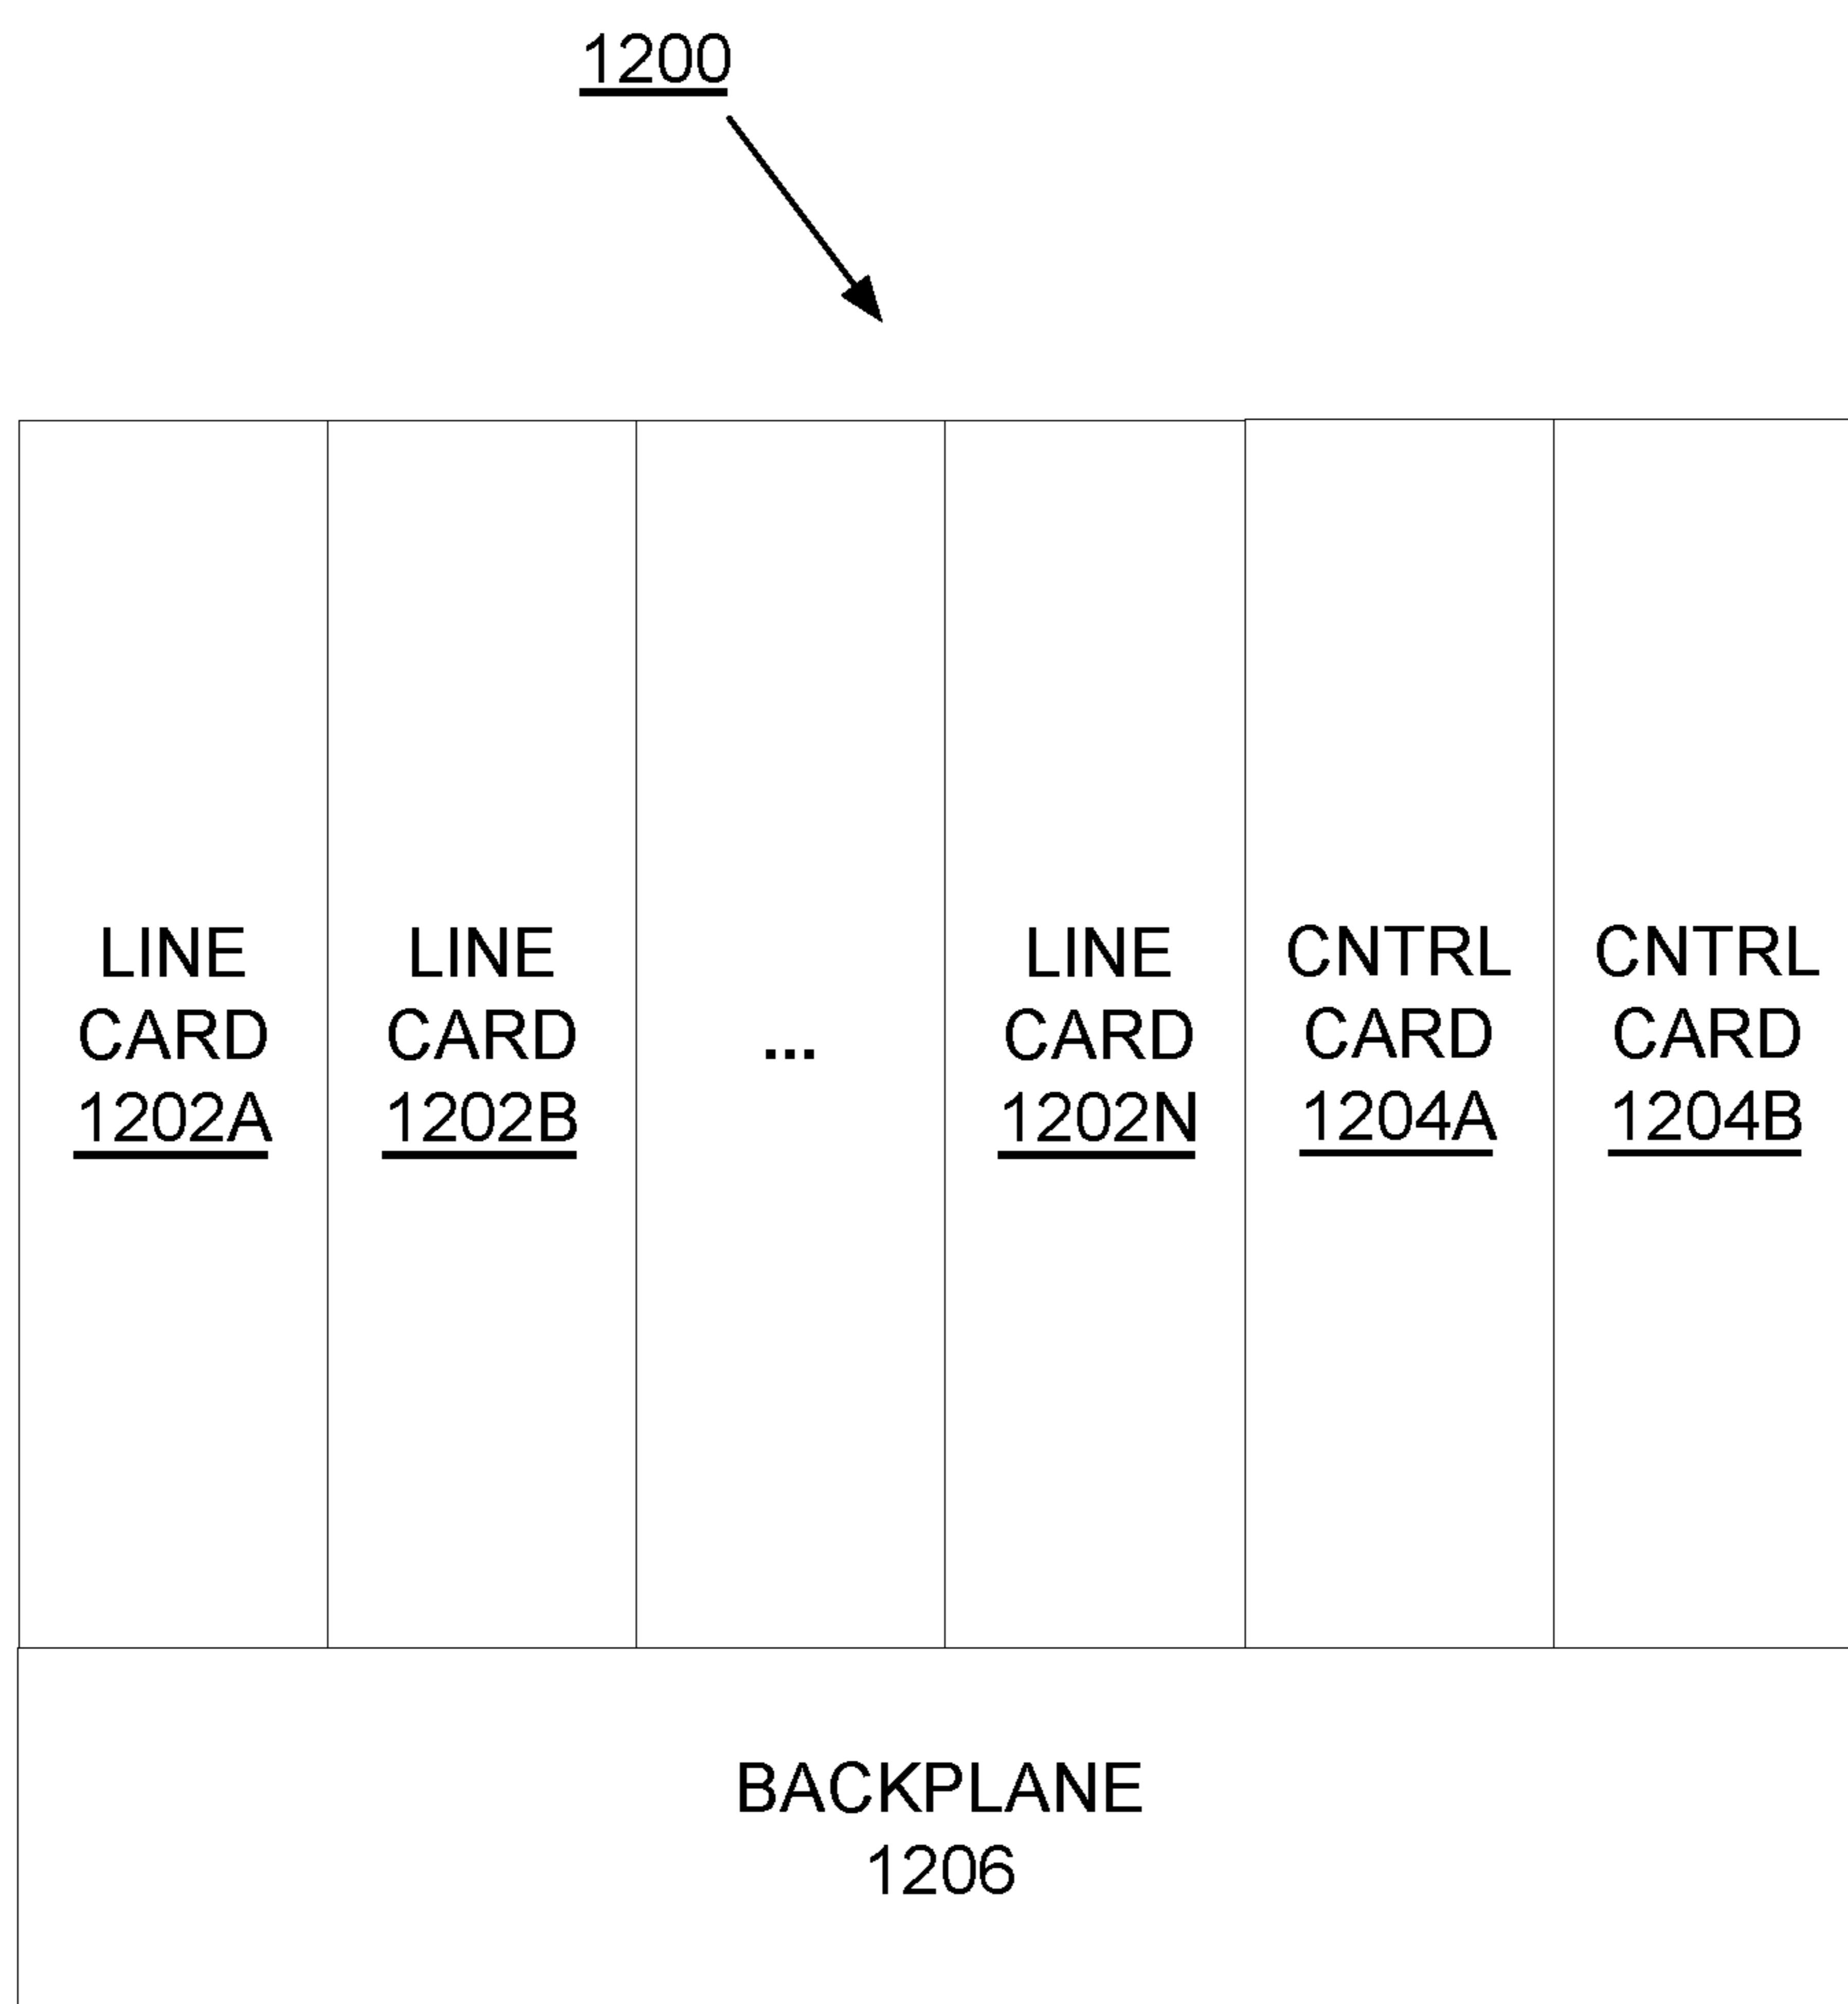 1200
LINE
CARD
1202A
LINE
CARD
1202B
...
LINE
CARD
1202N
CNTRL
CARD
1204A
CNTRL
CARD
1204B
BACKPLANE
1206